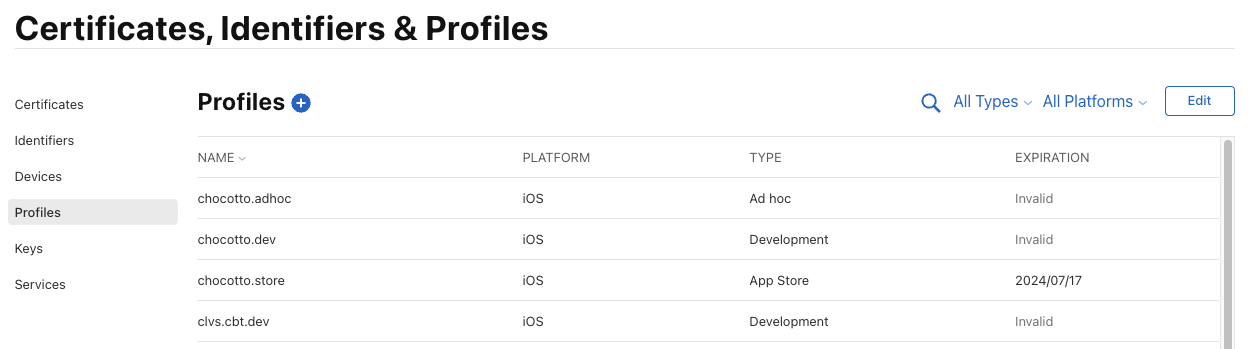 Certificates, Identifiers & Profiles
Certificates
Identifiers
Devices
Profiles
Keys
Services
Profiles
All Types
All Platforms
Edit
NAME PLATFORM TYPE EXPIRATION
chocotto.adhoc iOS Ad hoc Invalid
chocotto.dev iOS Development Invalid
chocotto.store iOS App Store 2024/07/17
clvs.cbt.dev iOS Development Invalid